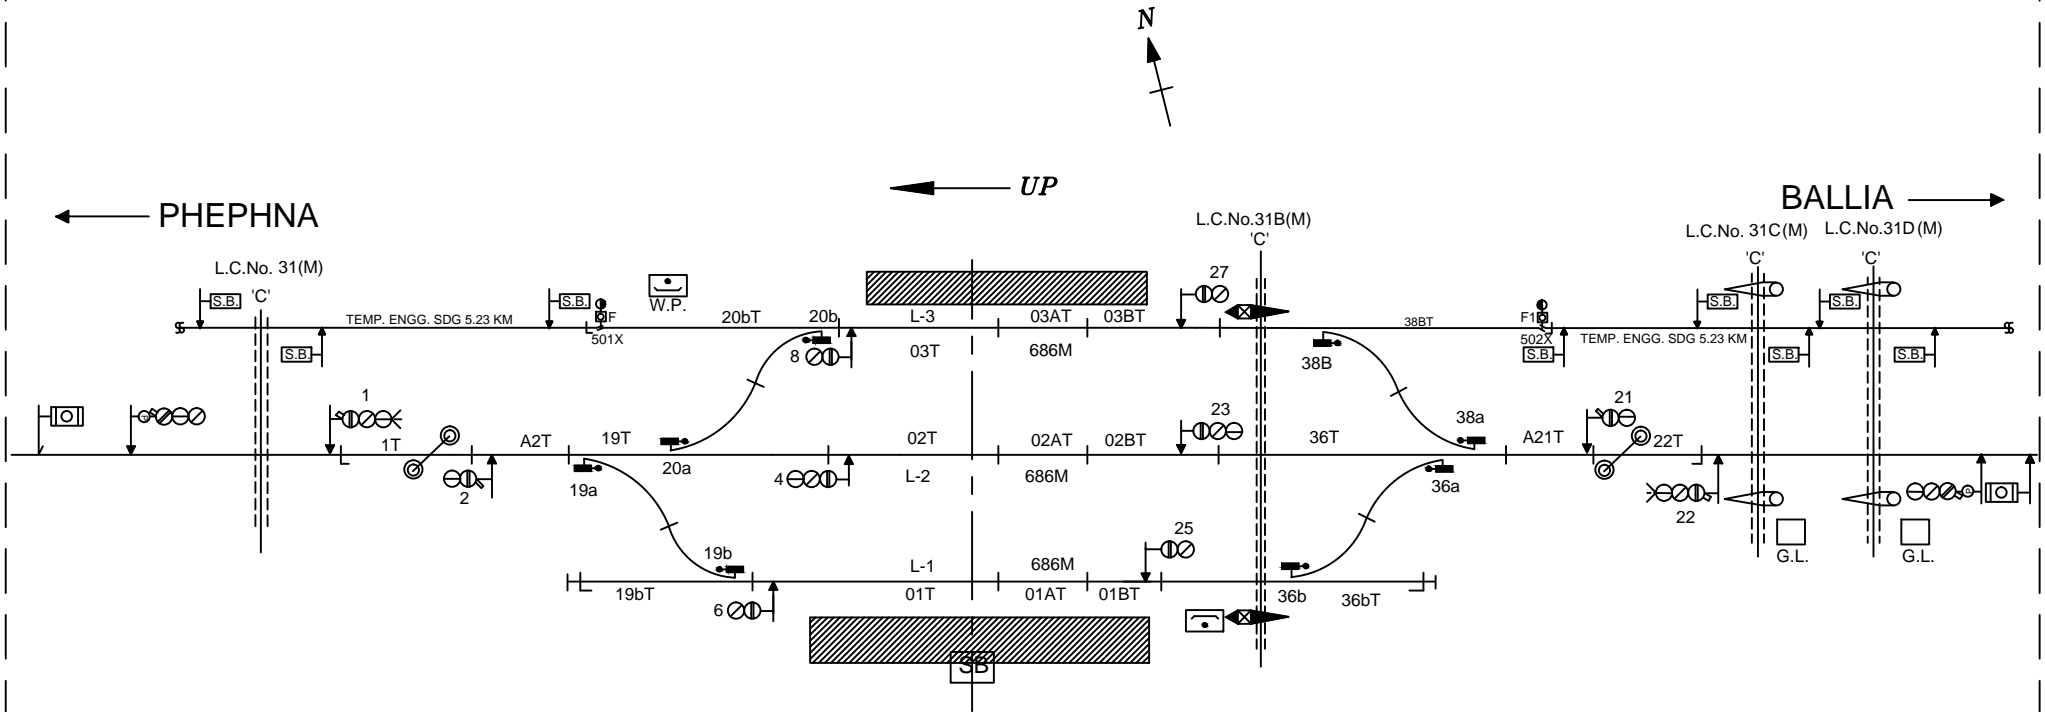 N
UP
PHEPHNA
BALLIA
L.C.No.31B(M)
'C'
L.C.No. 31C(M)
'C'
L.C.No.31D(M)
'C'
L.C.No. 31(M)
'C'
S.B.
S.B.
W.P.
27
S.B.
S.B.
TEMP. ENGG. SDG 5.23 KM
F
501X
20bT
20b
L-3
03AT
03BT
38BT
F1
502X
TEMP. ENGG. SDG 5.23 KM
S.B.
8
03T
686M
38B
S.B.
S.B.
S.B.
1
23
38a
21
P
1T
A2T
19T
02T
02AT
02BT
36T
A21T
22T
2
19a
20a
4
L-2
686M
36a
22
P
G.L.
G.L.
25
19b
L-1
686M
19bT
6
01T
01AT
01BT
36b
36bT
SB